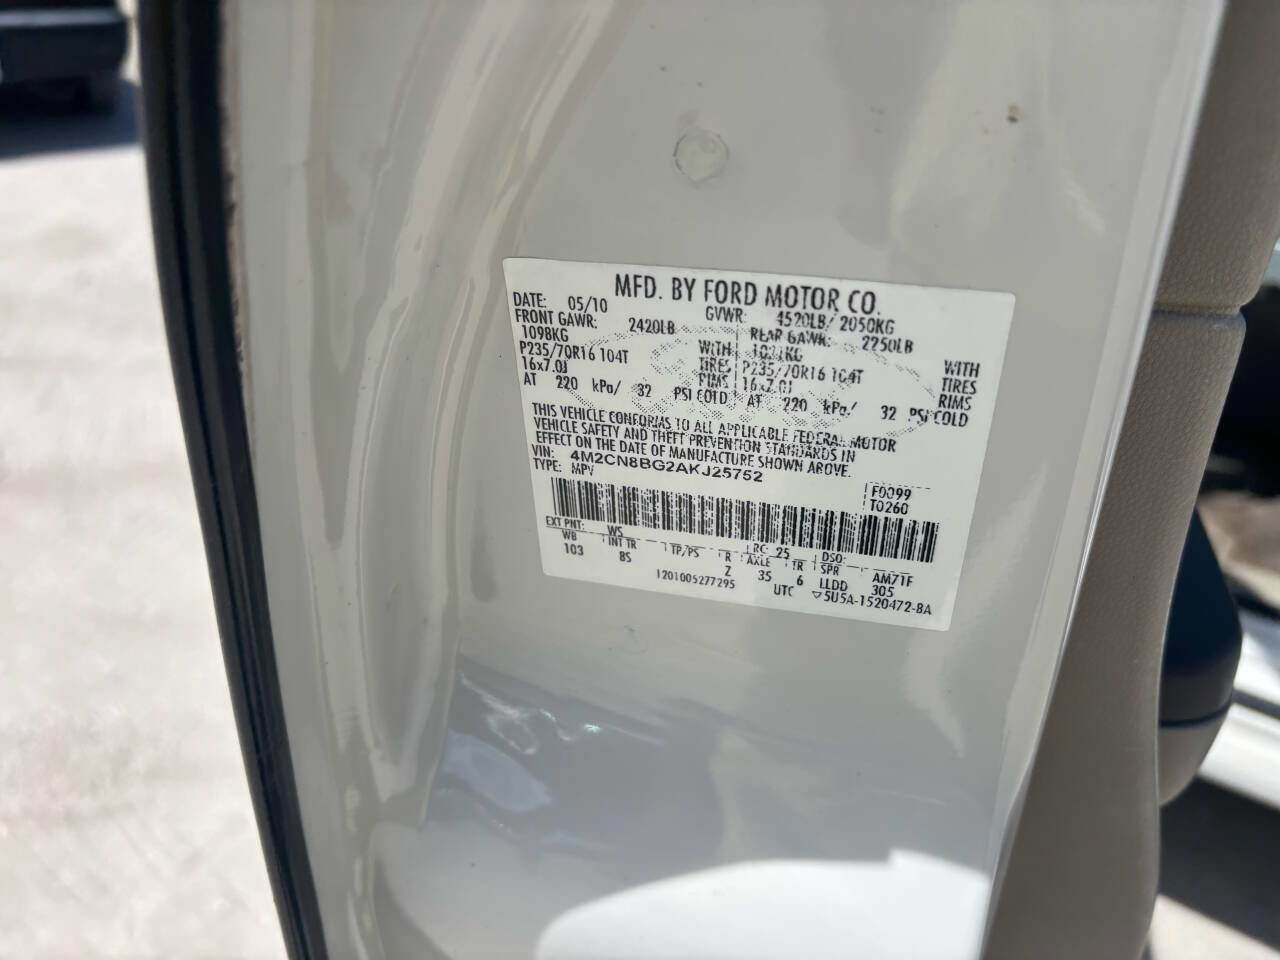 MFD. BY FORD MOTOR CO.
DATE: 05/10 GVWR: 4520LB/ 2050KG
FRONT GAWR: 2420LB REAR GAWR: 2250LB
1098KG WITH 1021KG WITH
P235/70R16 104T TIRES P235/70R16 104T TIRES
16x7.0J RIMS 16x7.0J RIMS
AT 220 kPa/ 32 PSI COLD AT 220 kPa/ 32 PSI COLD
THIS VEHICLE CONFORMS TO ALL APPLICABLE FEDERAL MOTOR
VEHICLE SAFETY AND THEFT PREVENTION STANDARDS IN
EFFECT ON THE DATE OF MANUFACTURE SHOWN ABOVE.
VIN: 4M2CN8BG2AKJ25752
TYPE: MPV
F0099
T0260
EXT PNT: WS RC: 25 DSO:
WB INT TR TP/PS R AXLE TR SPR AM71F
103 BS Z 35 6 LLDD 305
1201005277295 UTC ▽5U5A-1520472-BA